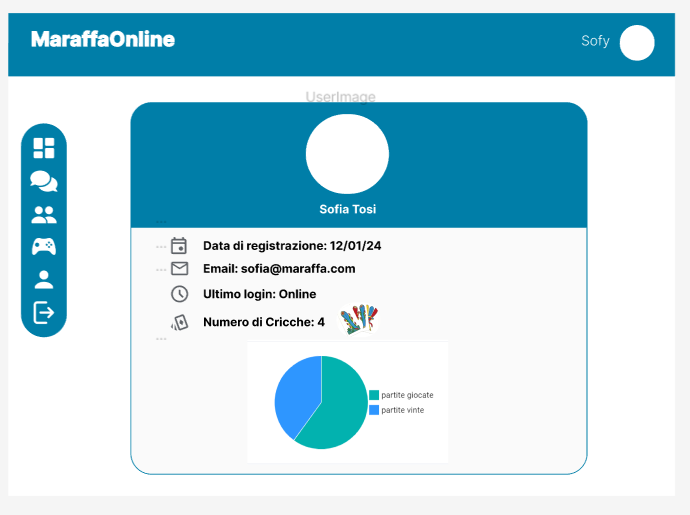 MaraffaOnline
Sofy
UserImage
Sofia Tosi
Data di registrazione: 12/01/24
Email: sofia@maraffa.com
Ultimo login: Online
Numero di Cricche: 4
partite giocate
partite vinte